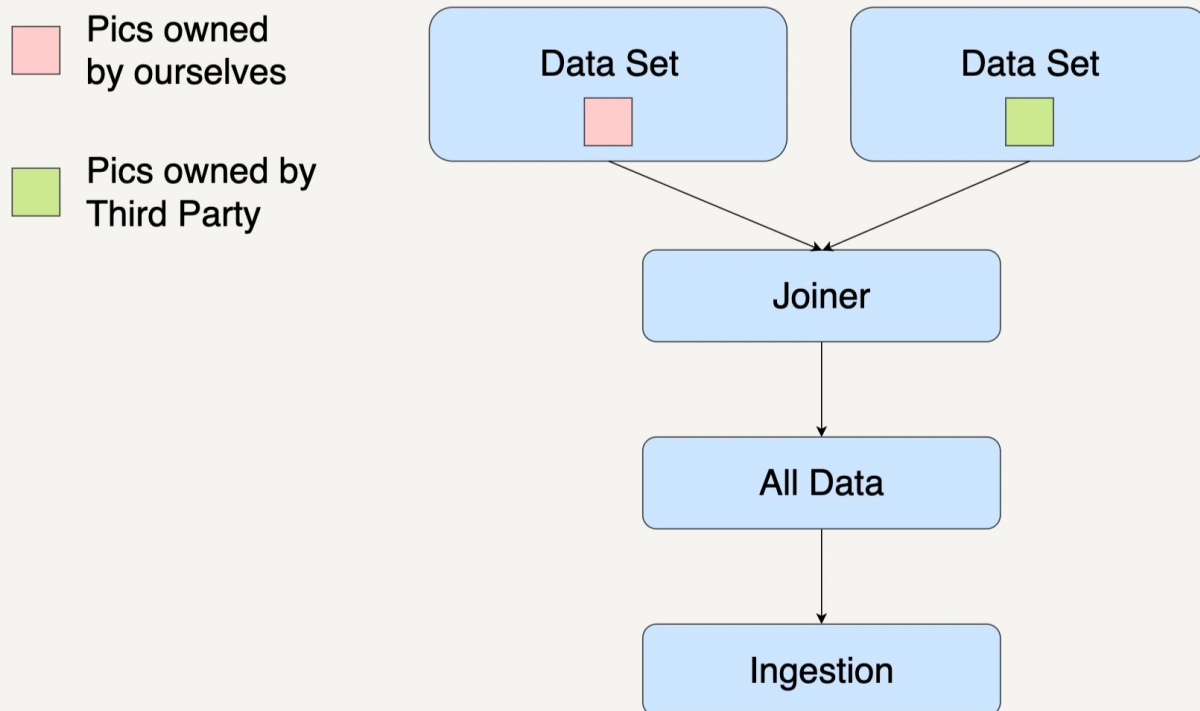 Pics owned
by ourselves
Pics owned by
Third Party
Data Set
Data Set
Joiner
All Data
Ingestion